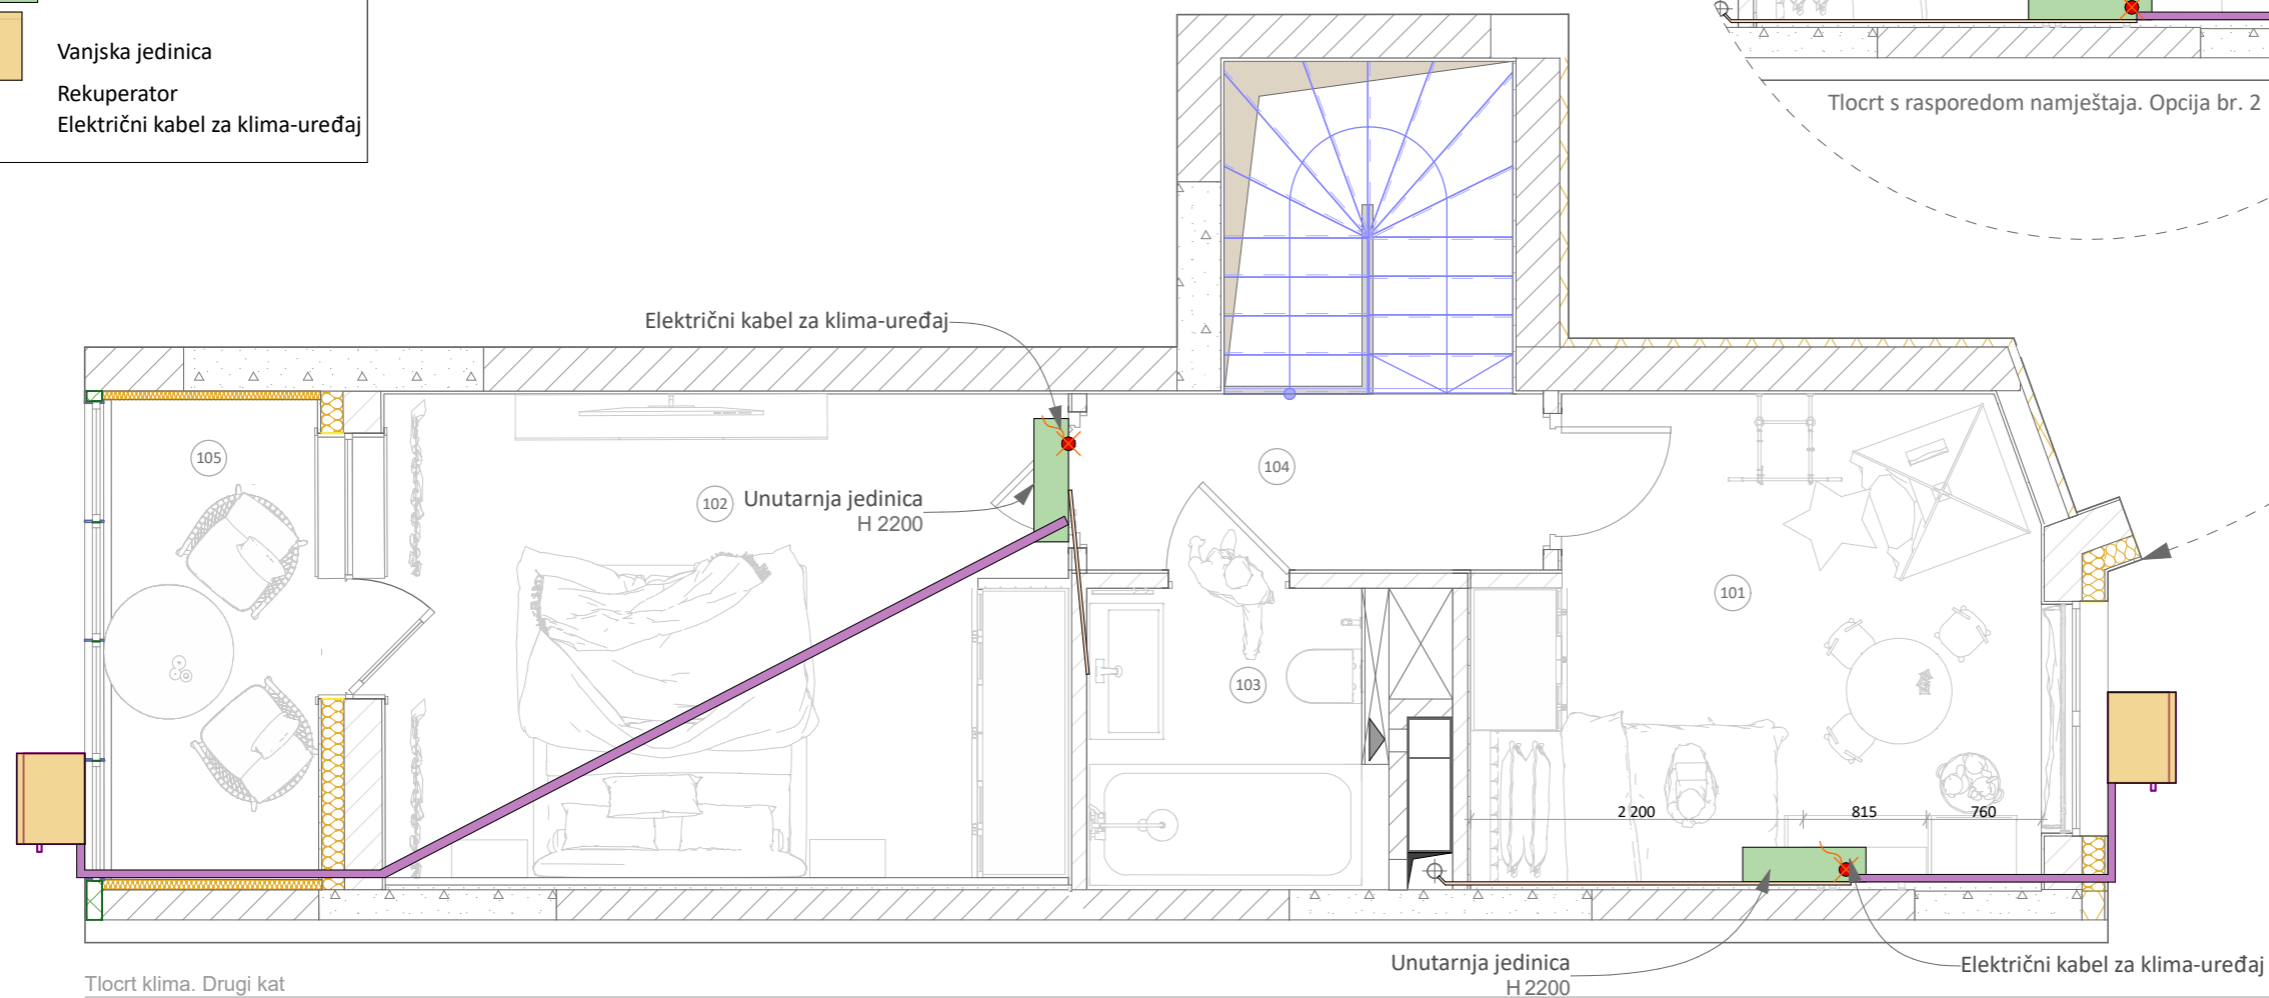 Vanjska jedinica
Rekuperator
Električni kabel za klima-uređaj
Tlocrt s rasporedom namještaja. Opcija br. 2
Električni kabel za klima-uređaj
105
102
Unutarnja jedinica
H 2200
104
101
103
2 200
815
760
Unutarnja jedinica
H 2200
Električni kabel za klima-uređaj
Tlocrt klima. Drugi kat